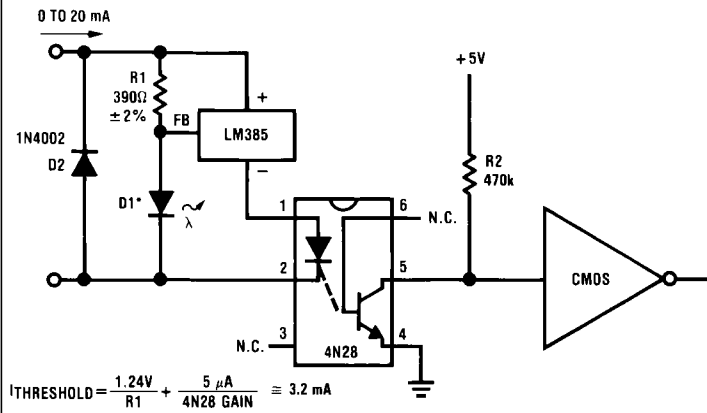 0 TO 20 mA
+5V
R1
390Ω
±2%
FB
+
LM385
−
1N4002
D2
D1*
λ
R2
470k
1
6
N.C.
2
5
CMOS
3
N.C.
4
4N28
ITHRESHOLD = 1.24V / R1 + 5 μA / 4N28 GAIN ≅ 3.2 mA